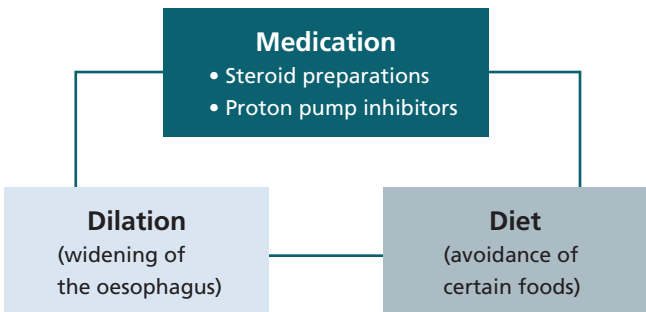 Medication
• Steroid preparations
• Proton pump inhibitors
Dilation
(widening of
the oesophagus)
Diet
(avoidance of
certain foods)